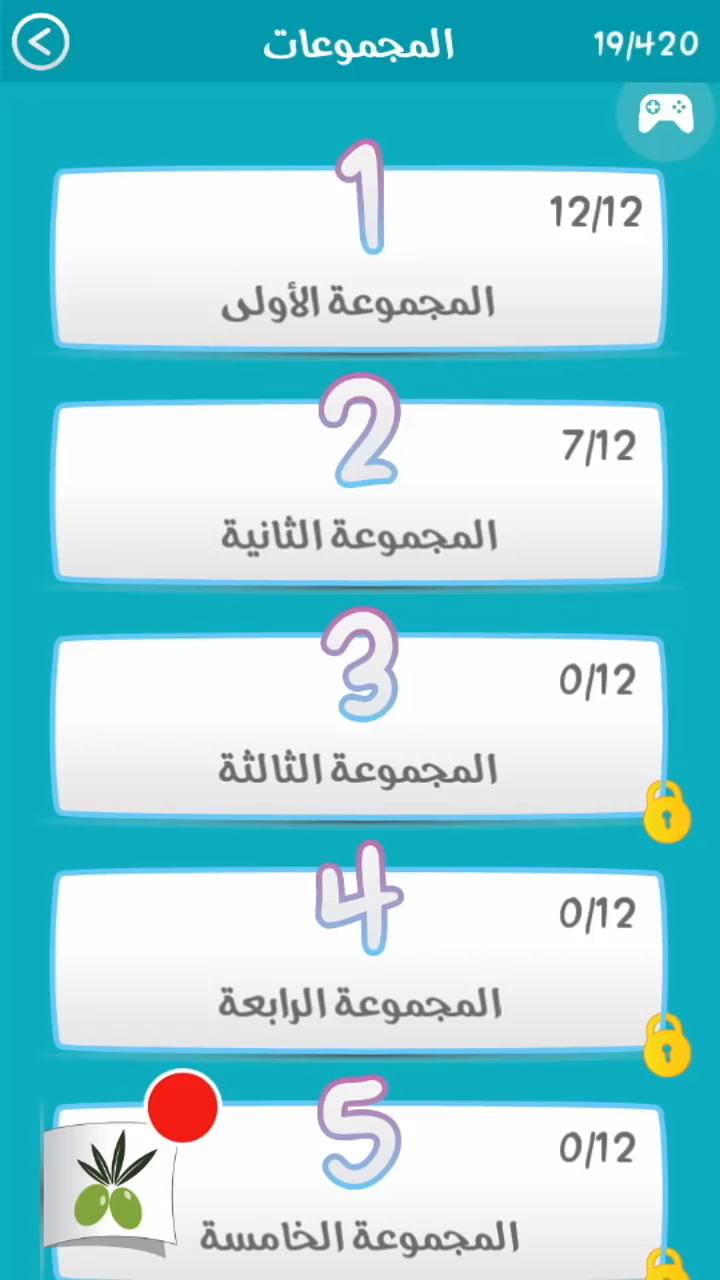 المجموعات
19/420
1
12/12
المجموعة الأولى
2
7/12
المجموعة الثانية
3
0/12
المجموعة الثالثة
4
0/12
المجموعة الرابعة
5
0/12
المجموعة الخامسة